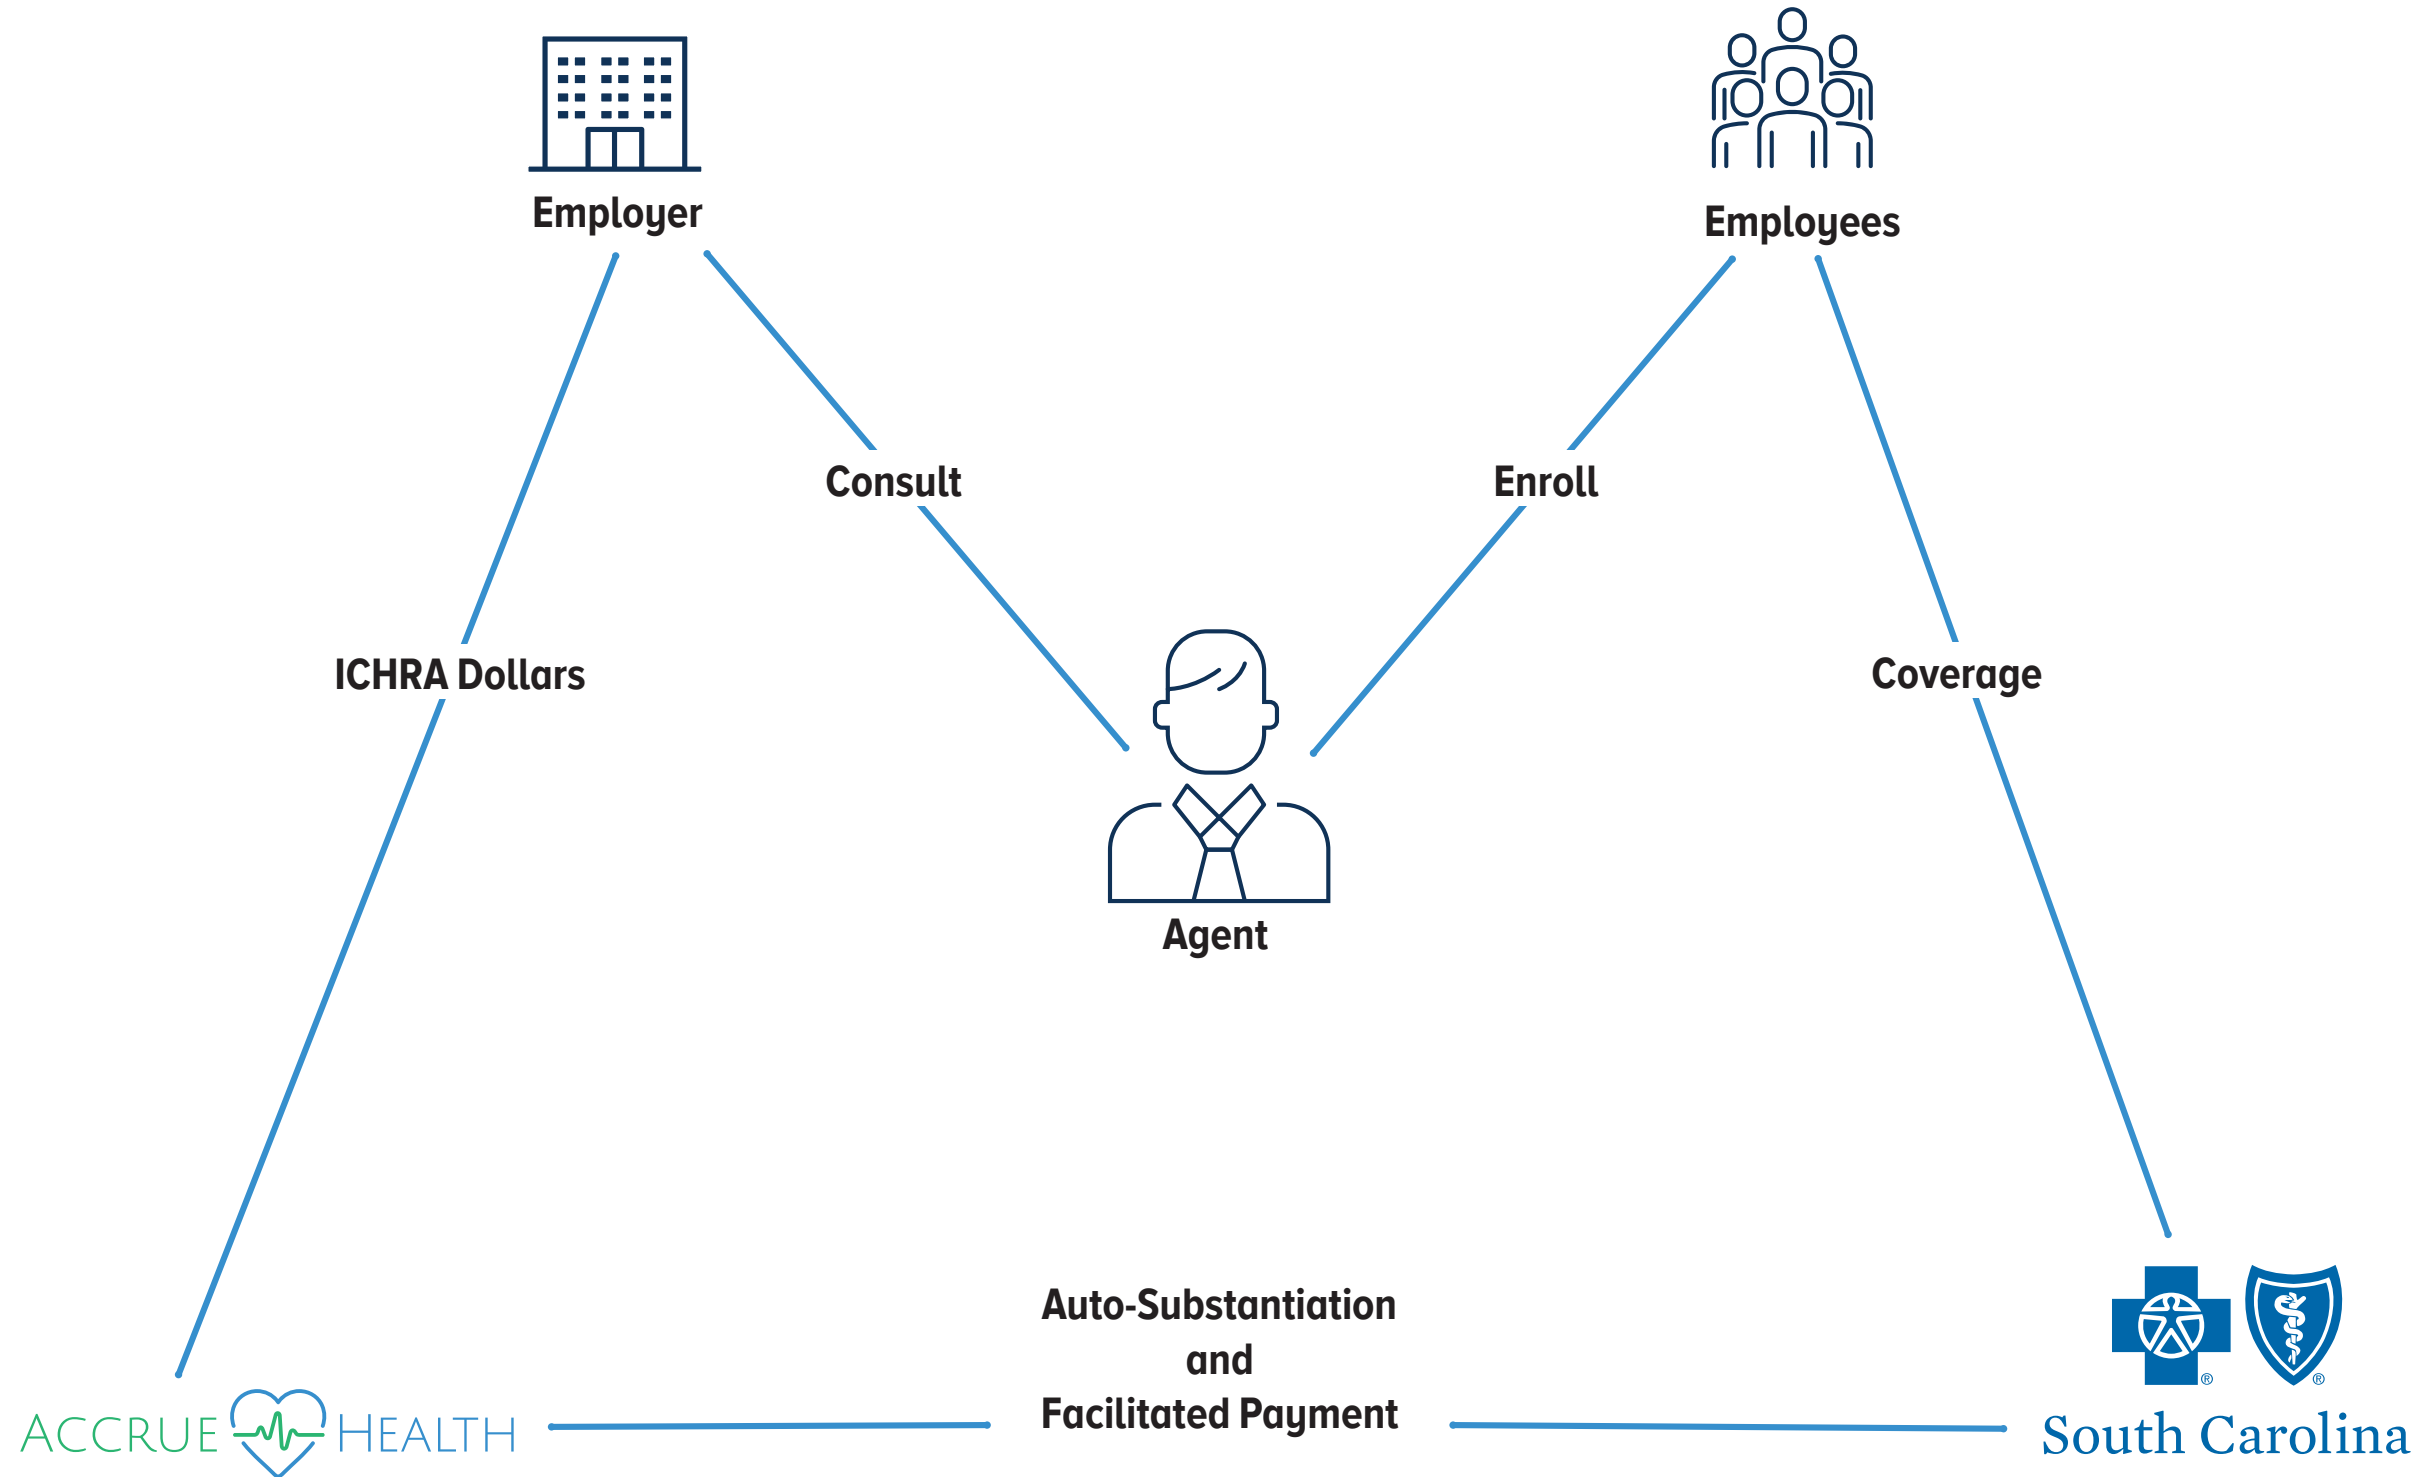 Employer
Employees
Consult
Enroll
ICHRA Dollars
Coverage
Agent
Auto-Substantiation
and
Facilitated Payment
ACCRUE HEALTH
® ®
South Carolina